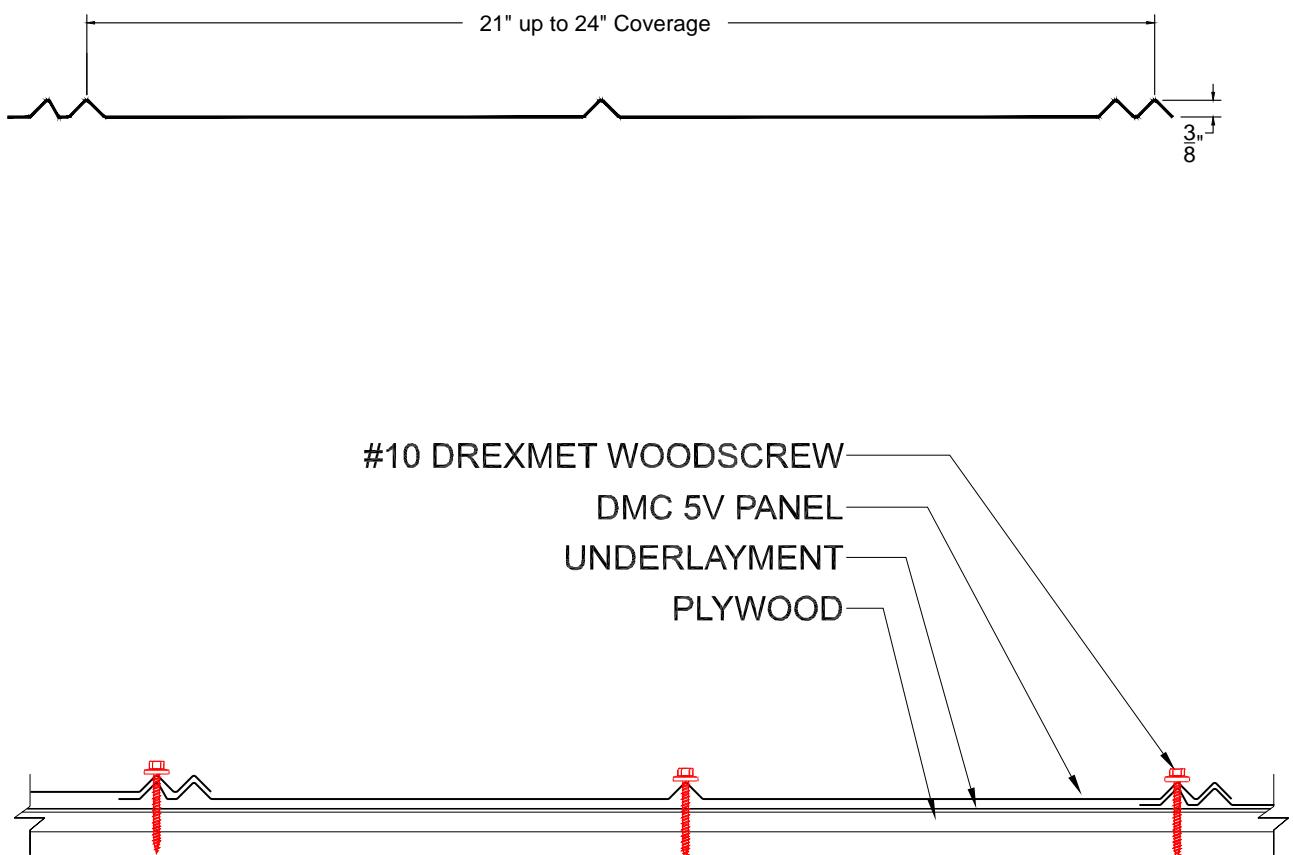 21" up to 24" Coverage
3/8"
#10 DREXMET WOODSCREW
DMC 5V PANEL
UNDERLAYMENT
PLYWOOD